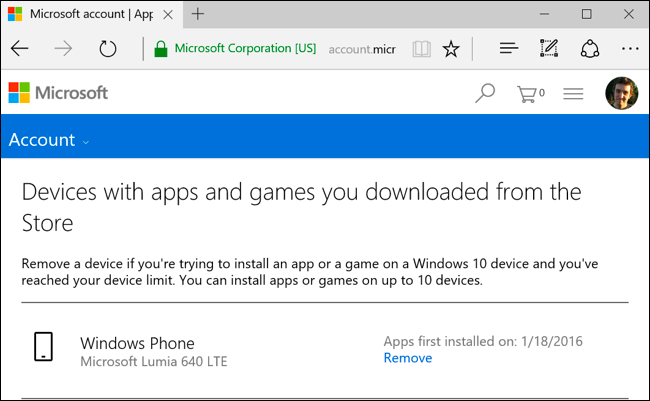 Microsoft account | App
Microsoft Corporation [US] account.micr
Microsoft
0
Account
Devices with apps and games you downloaded from the
Store
Remove a device if you're trying to install an app or a game on a Windows 10 device and you've
reached your device limit. You can install apps or games on up to 10 devices.
Windows Phone
Apps first installed on: 1/18/2016
Microsoft Lumia 640 LTE
Remove